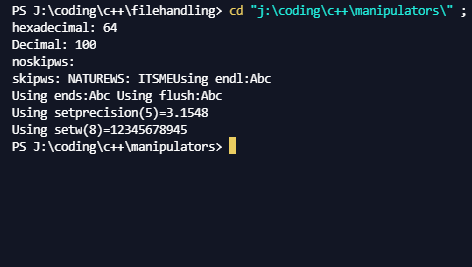 PS J:\coding\c++\filehandling> cd "j:\coding\c++\manipulators\" ;
hexadecimal: 64
Decimal: 100
noskipws:
skipws: NATUREWS: ITSMEUsing endl:Abc
Using ends:Abc Using flush:Abc
Using setprecision(5)=3.1548
Using setw(8)=12345678945
PS J:\coding\c++\manipulators>